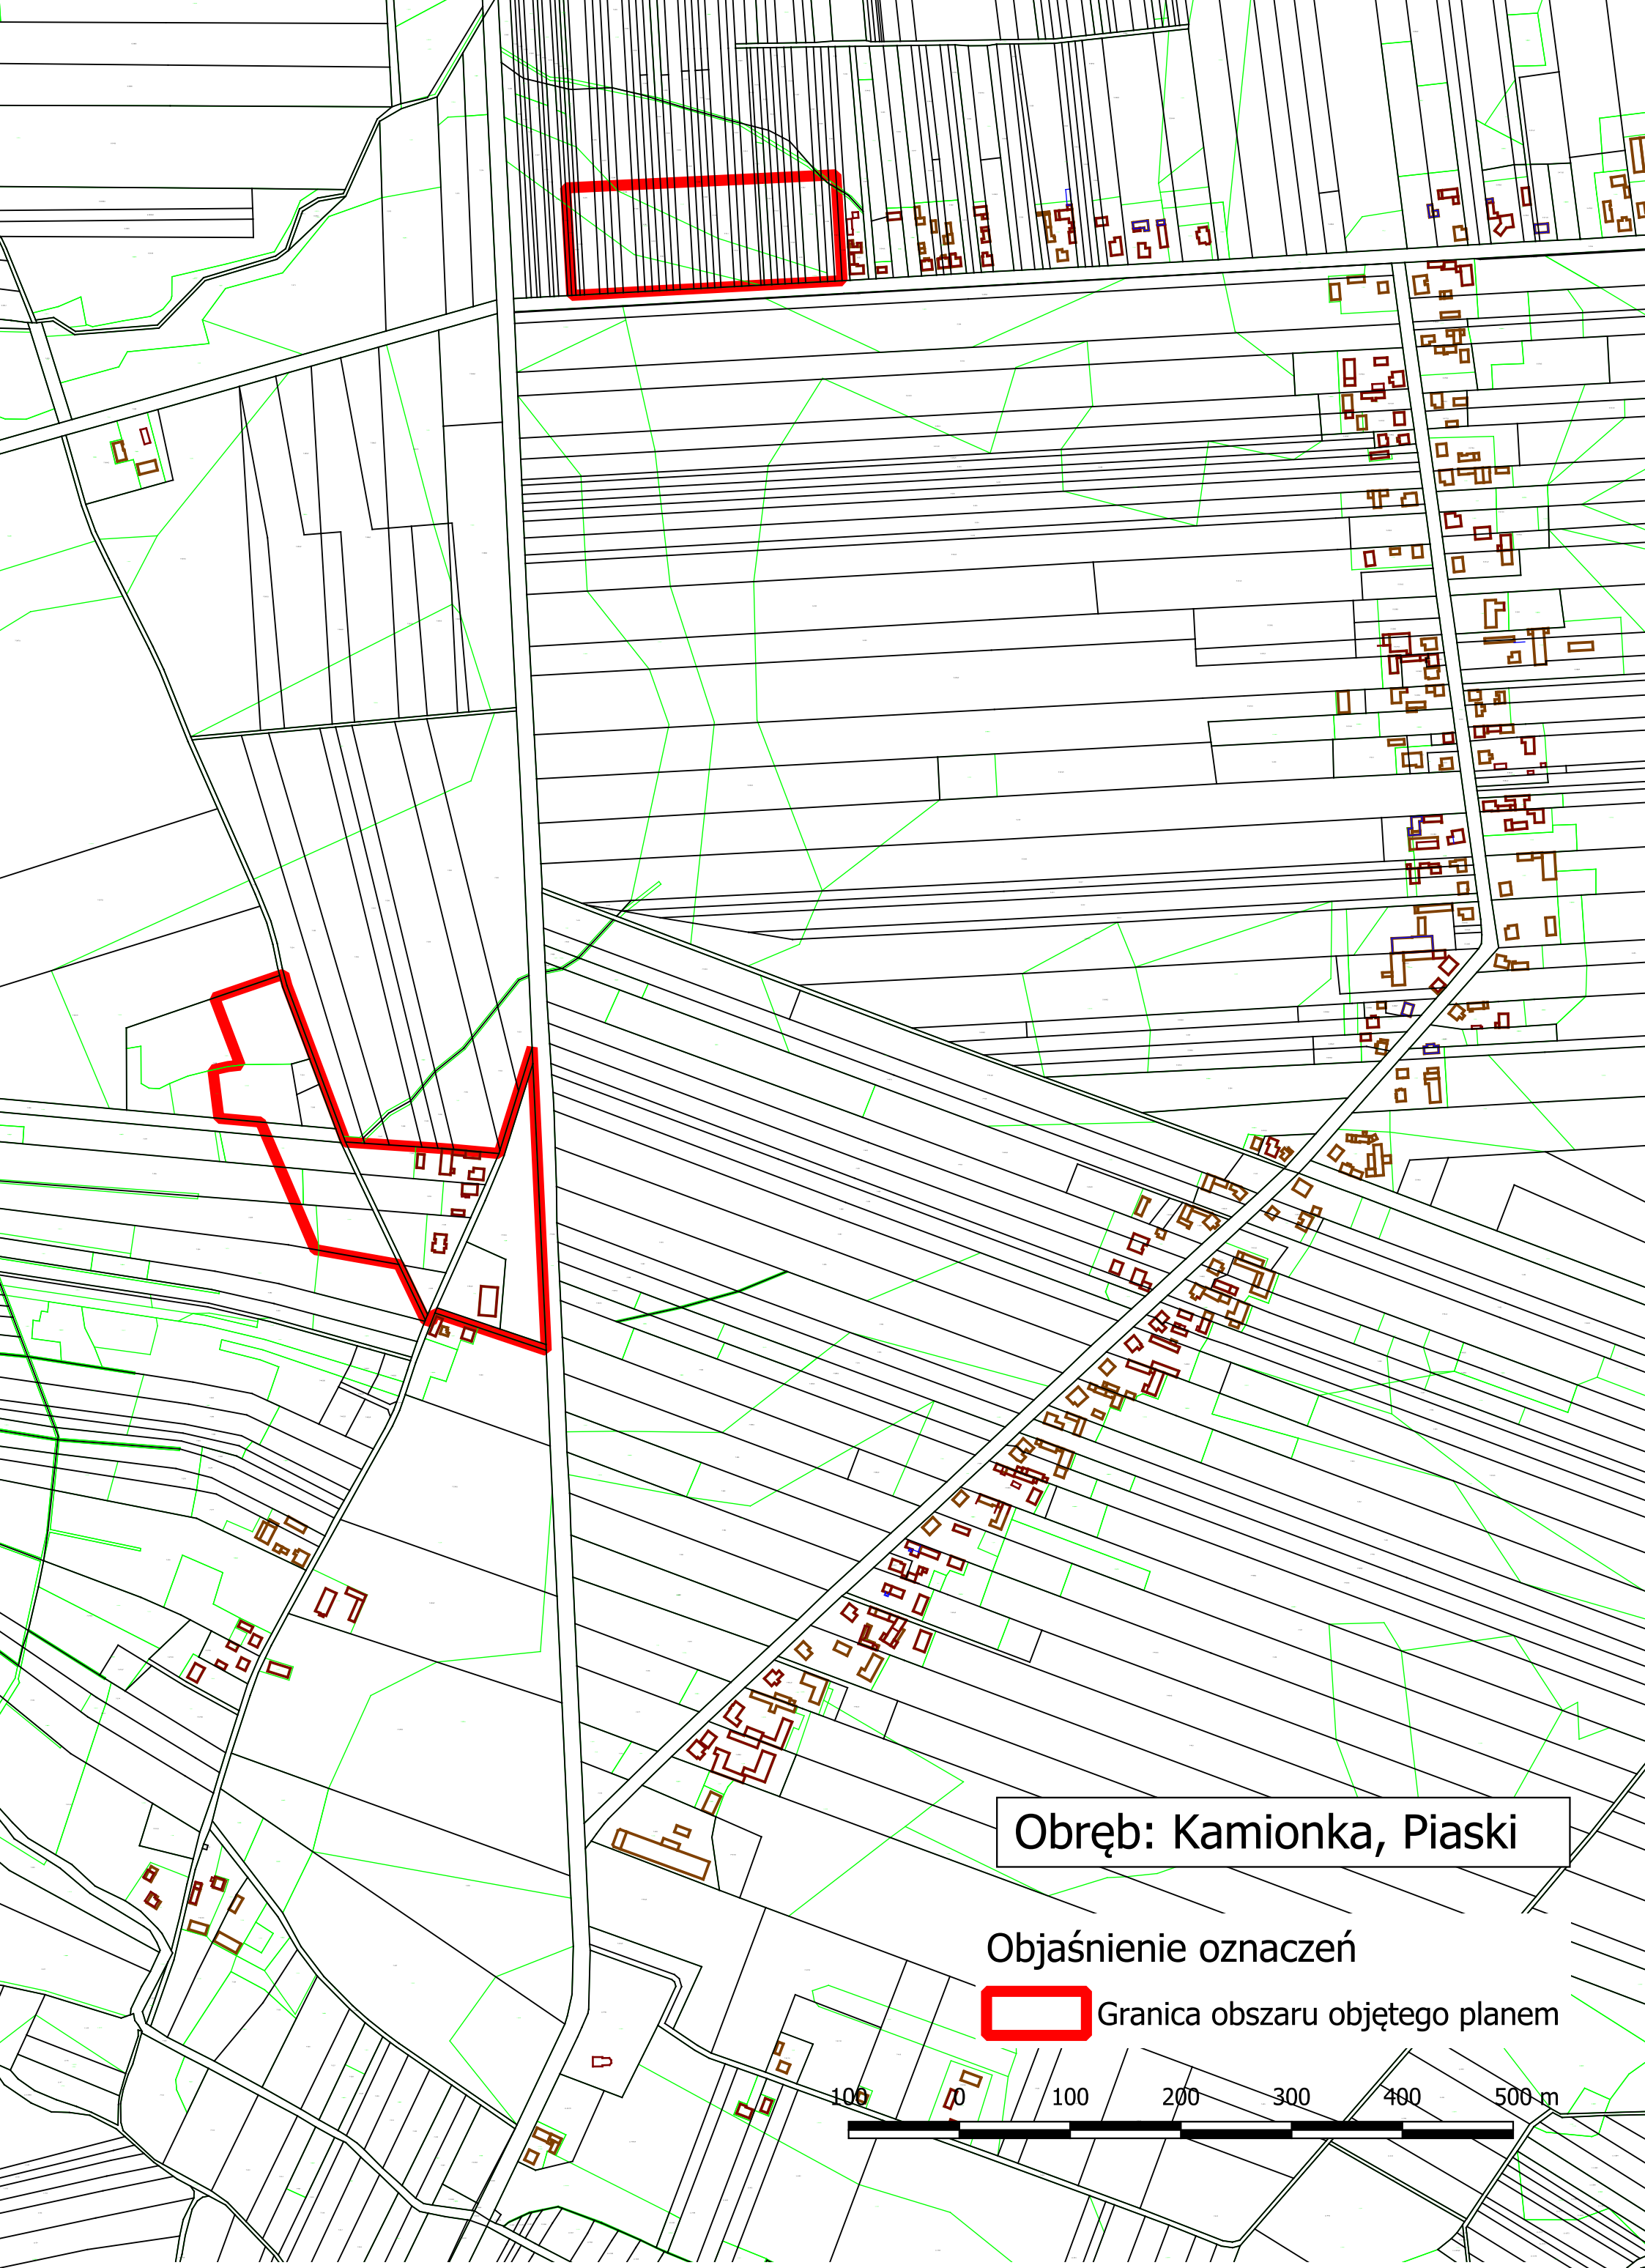 Obręb: Kamionka, Piaski
Objaśnienie oznaczeń
Granica obszaru objętego planem
100 0 100 200 300 400 500 m